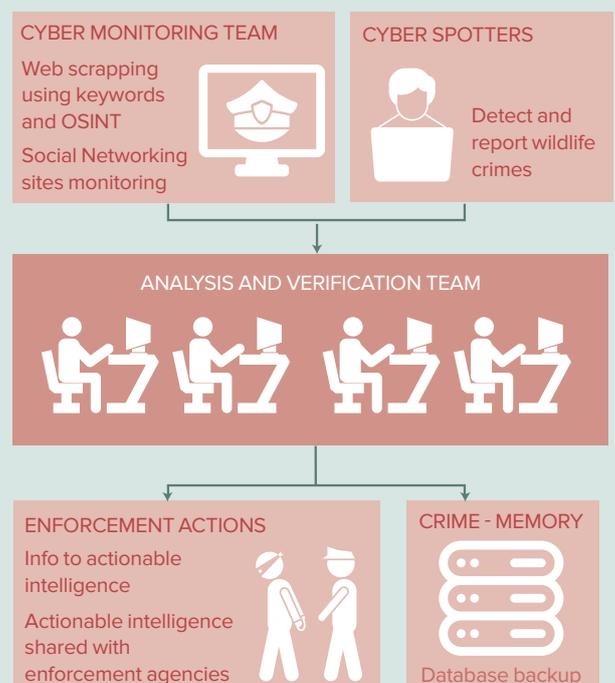 CYBER MONITORING TEAM
Web scrapping
using keywords
and OSINT
Social Networking
sites monitoring
CYBER SPOTTERS
Detect and
report wildlife
crimes
ANALYSIS AND VERIFICATION TEAM
ENFORCEMENT ACTIONS
Info to actionable
intelligence
Actionable intelligence
shared with
enforcement agencies
CRIME - MEMORY
Database backup